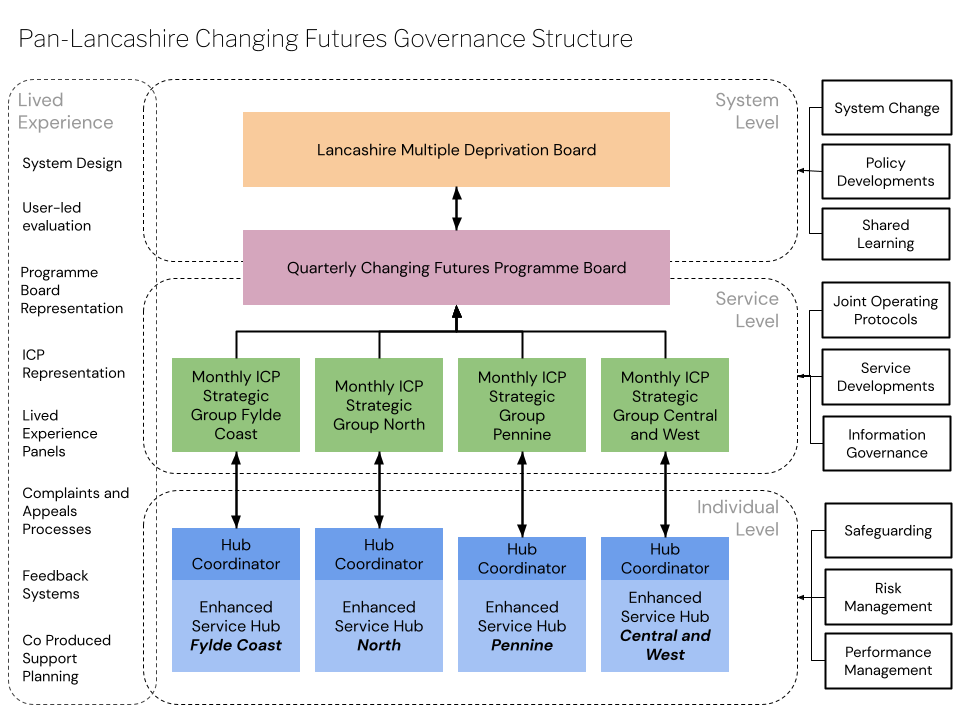 Pan-Lancashire Changing Futures Governance Structure
Lived
Experience
System Design
User-led
evaluation
Programme
Board
Representation
ICP
Representation
Lived
Experience
Panels
Complaints and
Appeals
Processes
Feedback
Systems
Co Produced
Support
Planning
System
Level
Lancashire Multiple Deprivation Board
Quarterly Changing Futures Programme Board
Service
Level
Monthly ICP
Strategic
Group Fylde
Coast
Monthly ICP
Strategic
Group North
Monthly ICP
Strategic
Group
Pennine
Monthly ICP
Strategic
Group Central
and West
Individual
Level
Hub
Coordinator
Enhanced
Service Hub
Fylde Coast
Hub
Coordinator
Enhanced
Service Hub
North
Hub
Coordinator
Enhanced
Service Hub
Pennine
Hub
Coordinator
Enhanced
Service Hub
Central and
West
System Change
Policy
Developments
Shared
Learning
Joint Operating
Protocols
Service
Developments
Information
Governance
Safeguarding
Risk
Management
Performance
Management